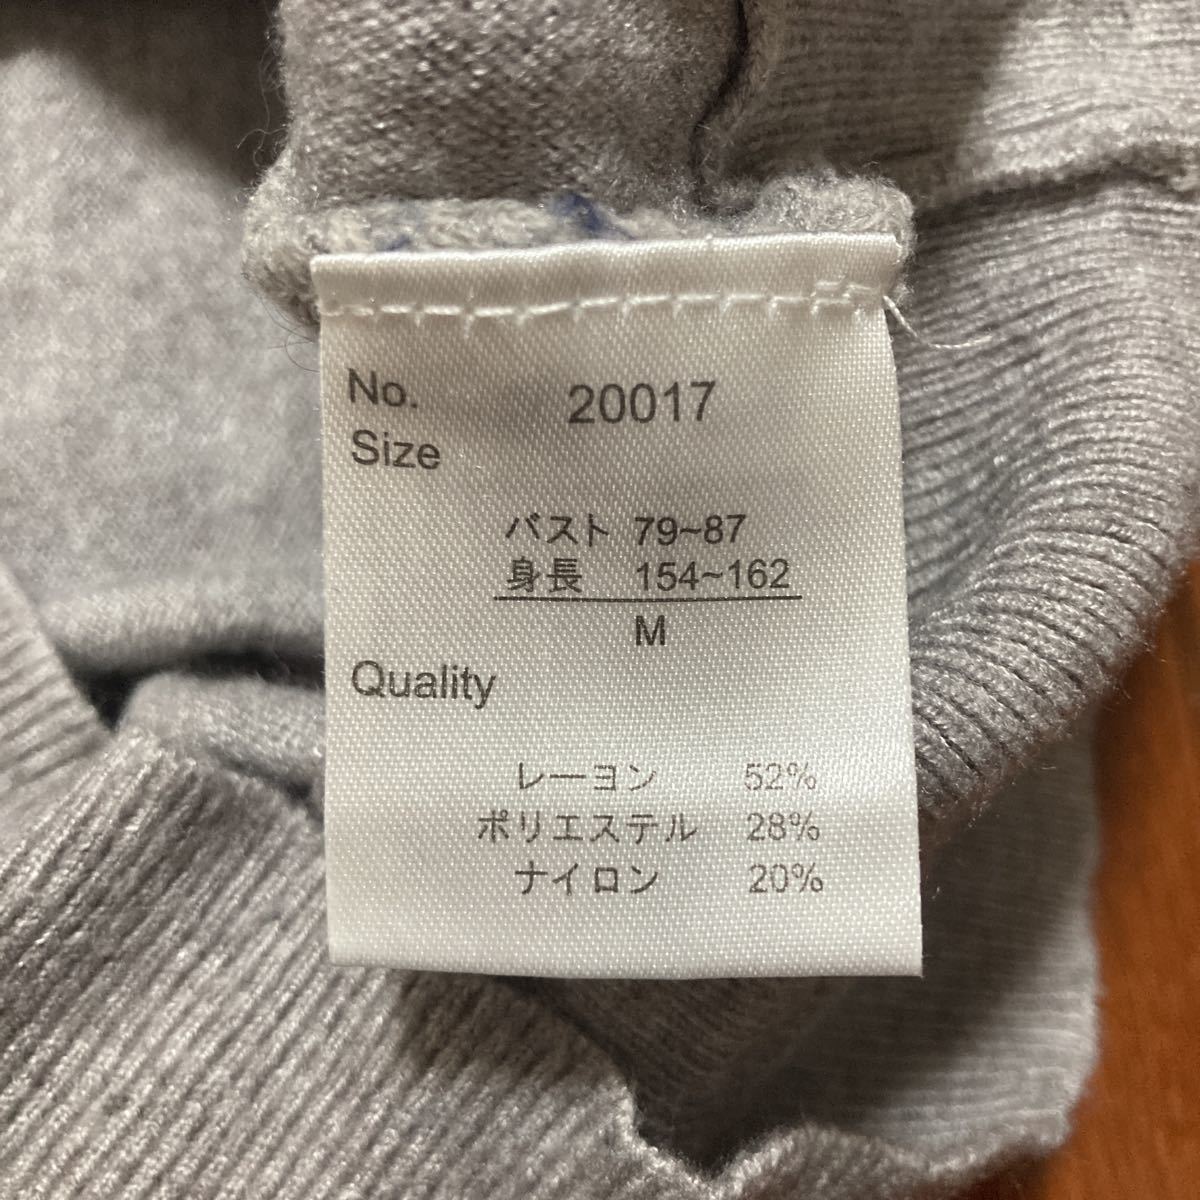 No. 20017
Size
バスト 79~87
身長 154~162
M
Quality
レーヨン 52%
ポリエステル 28%
ナイロン 20%